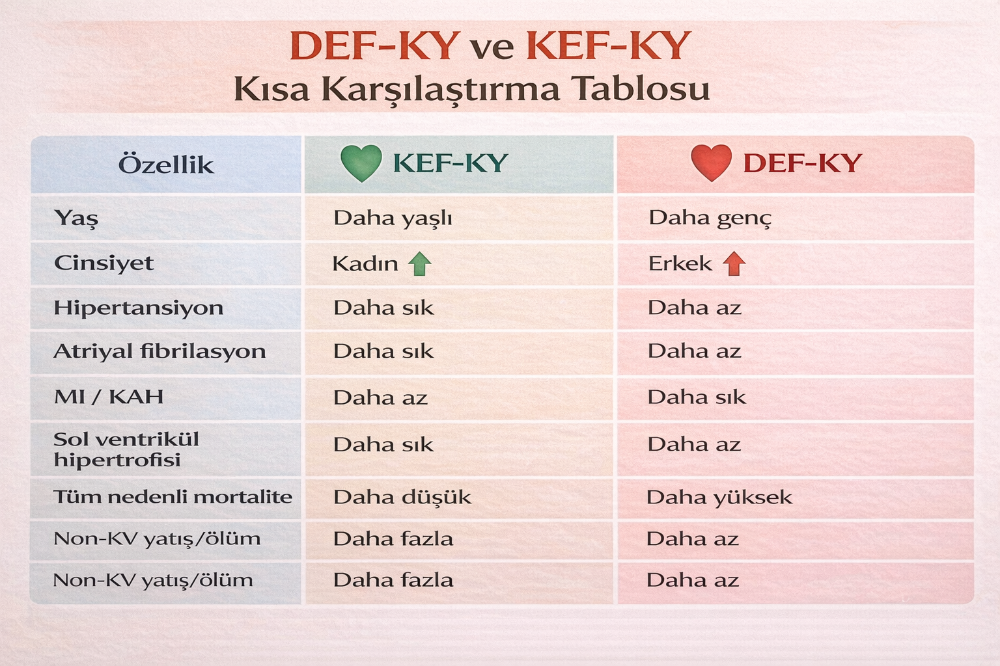 DEF-KY ve KEF-KY
Kısa Karşılaştırma Tablosu
Özellik KEF-KY DEF-KY
Yaş Daha yaşlı Daha genç
Cinsiyet Kadın Erkek
Hipertansiyon Daha sık Daha az
Atriyal fibrilasyon Daha sık Daha az
MI / KAH Daha az Daha sık
Sol ventrikül
hipertrofisi Daha sık Daha az
Tüm nedenli mortalite Daha düşük Daha yüksek
Non-KV yatış/ölüm Daha fazla Daha az
Non-KV yatış/ölüm Daha fazla Daha az